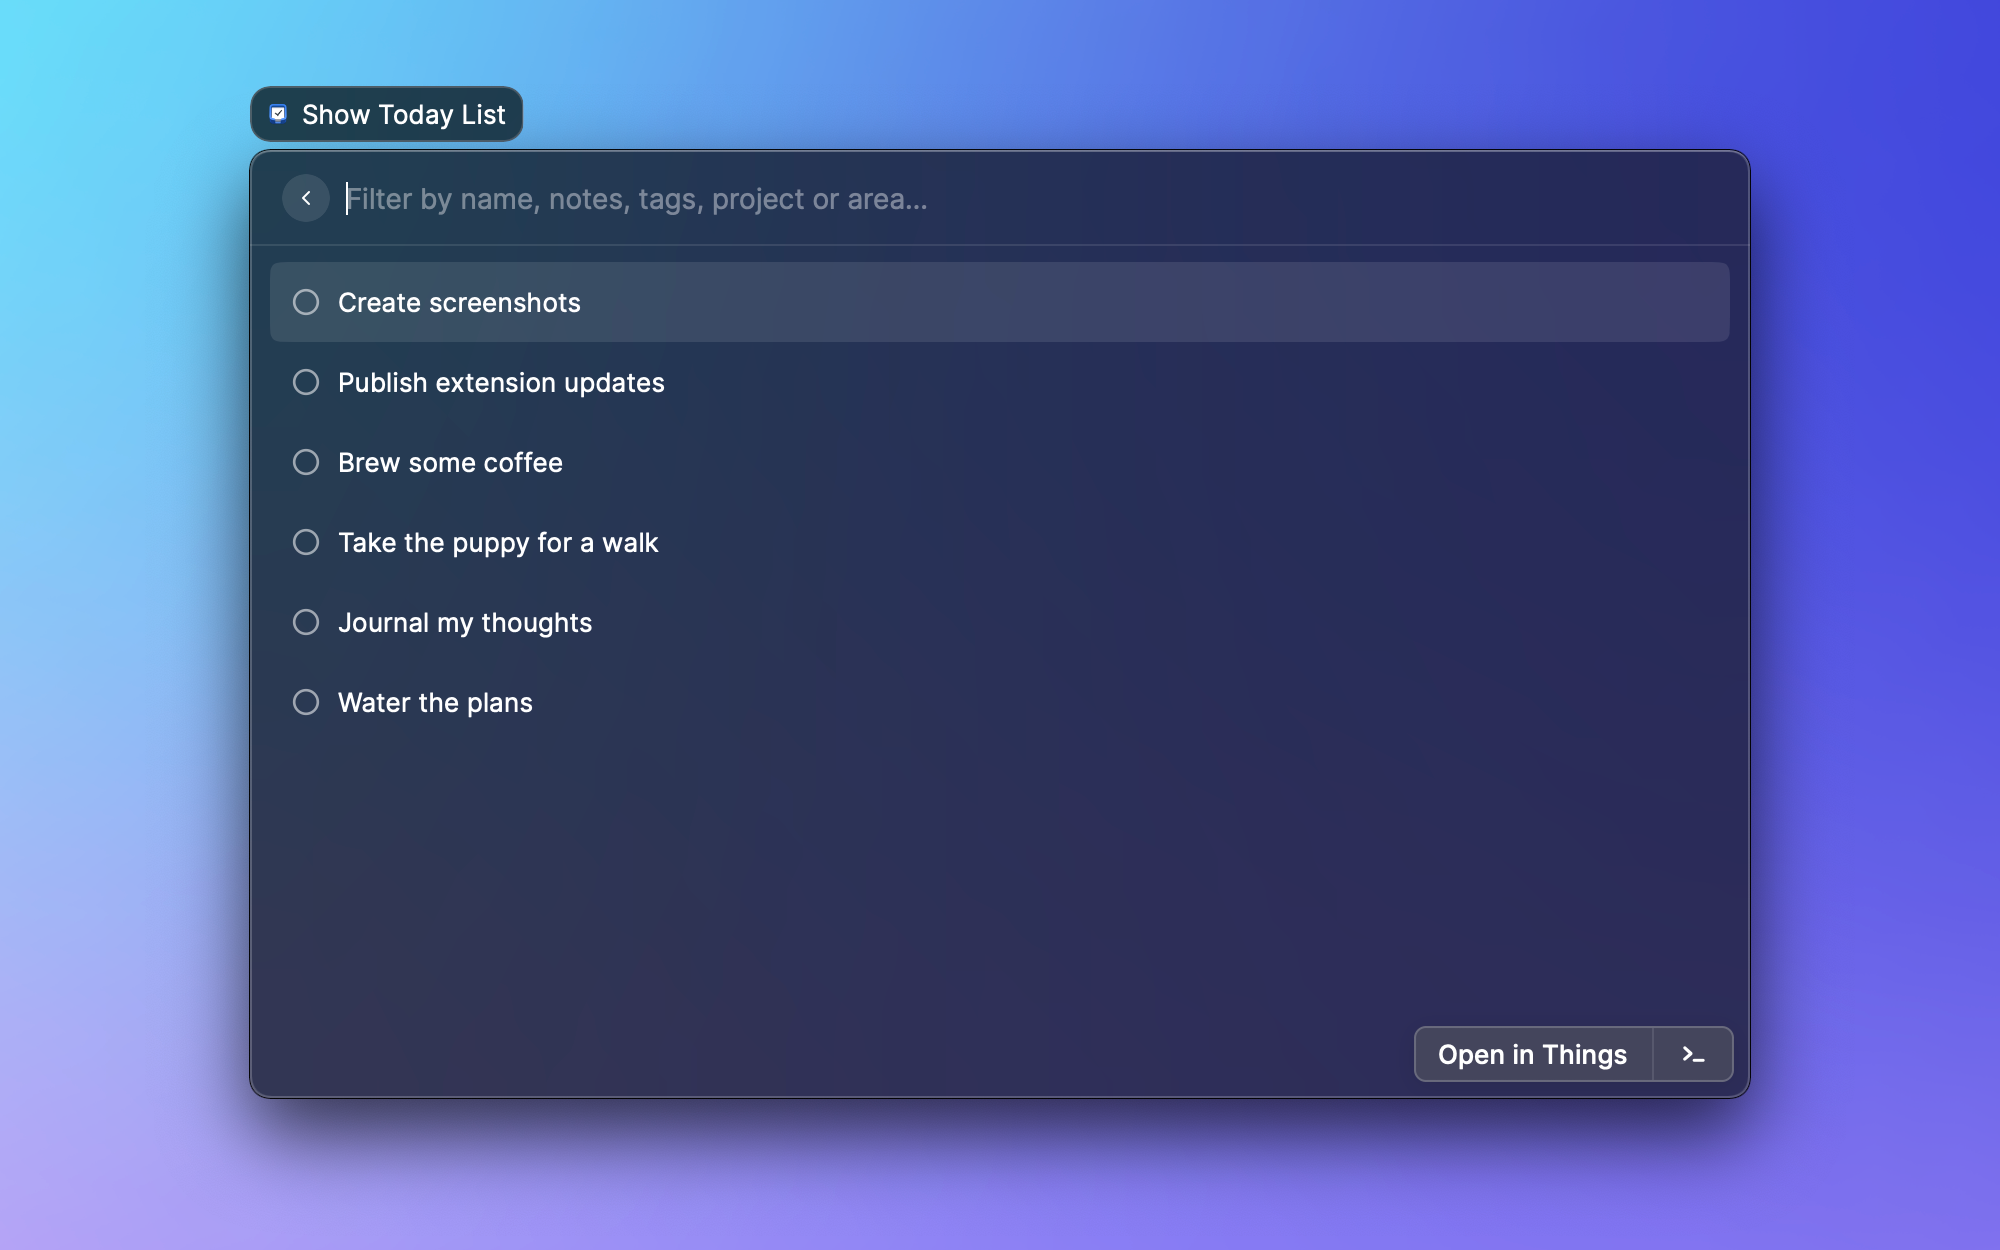 Show Today List
Filter by name, notes, tags, project or area...
Create screenshots
Publish extension updates
Brew some coffee
Take the puppy for a walk
Journal my thoughts
Water the plans
Open in Things